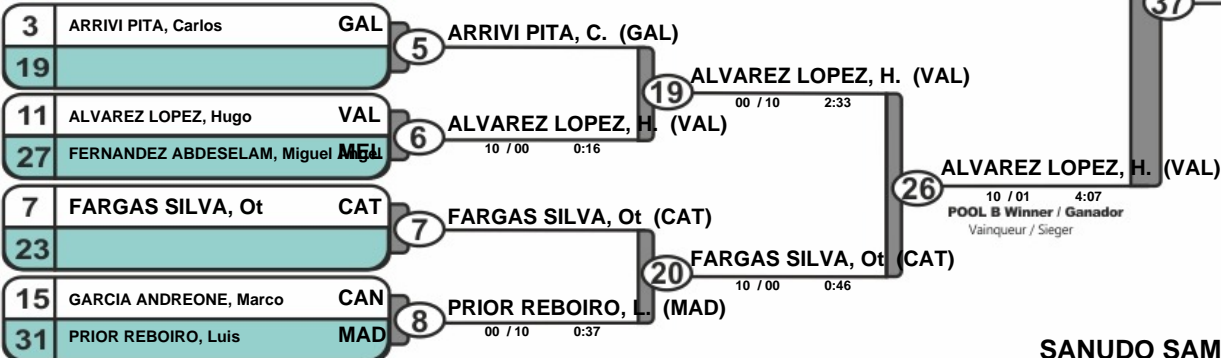 3 ARRIVI PITA, Carlos GAL
19
5 ARRIVI PITA, C. (GAL)
11 ALVAREZ LOPEZ, Hugo VAL
27 FERNANDEZ ABDESELAM, Miguel Angel MEL
6 ALVAREZ LOPEZ, H. (VAL)
10 / 00 0:16
19 ALVAREZ LOPEZ, H. (VAL)
00 / 10 2:33
7 FARGAS SILVA, Ot CAT
23
7 FARGAS SILVA, Ot (CAT)
15 GARCIA ANDREONE, Marco CAN
31 PRIOR REBOIRO, Luis MAD
8 PRIOR REBOIRO, L. (MAD)
00 / 10 0:37
20 FARGAS SILVA, Ot (CAT)
10 / 00 0:46
26 ALVAREZ LOPEZ, H. (VAL)
10 / 01 4:07
POOL B Winner / Ganador
Vainqueur / Sieger
37
SANUDO SAM